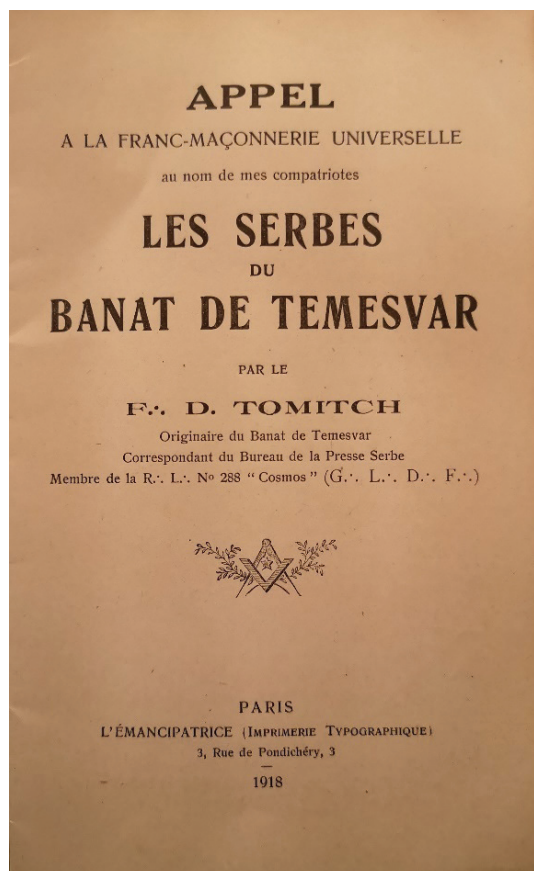 APPEL
A LA FRANC-MAÇONNERIE UNIVERSELLE
au nom de mes compatriotes
LES SERBES
DU
BANAT DE TEMESVAR
PAR LE
F∴ D. TOMITCH
Originaire du Banat de Temesvar
Correspondant du Bureau de la Presse Serbe
Membre de la R∴ L∴ Nº 288 “Cosmos” (G∴ L∴ D∴ F∴)
PARIS
L'ÉMANCIPATRICE (IMPRIMERIE TYPOGRAPHIQUE)
3, Rue de Pondichéry, 3
1918